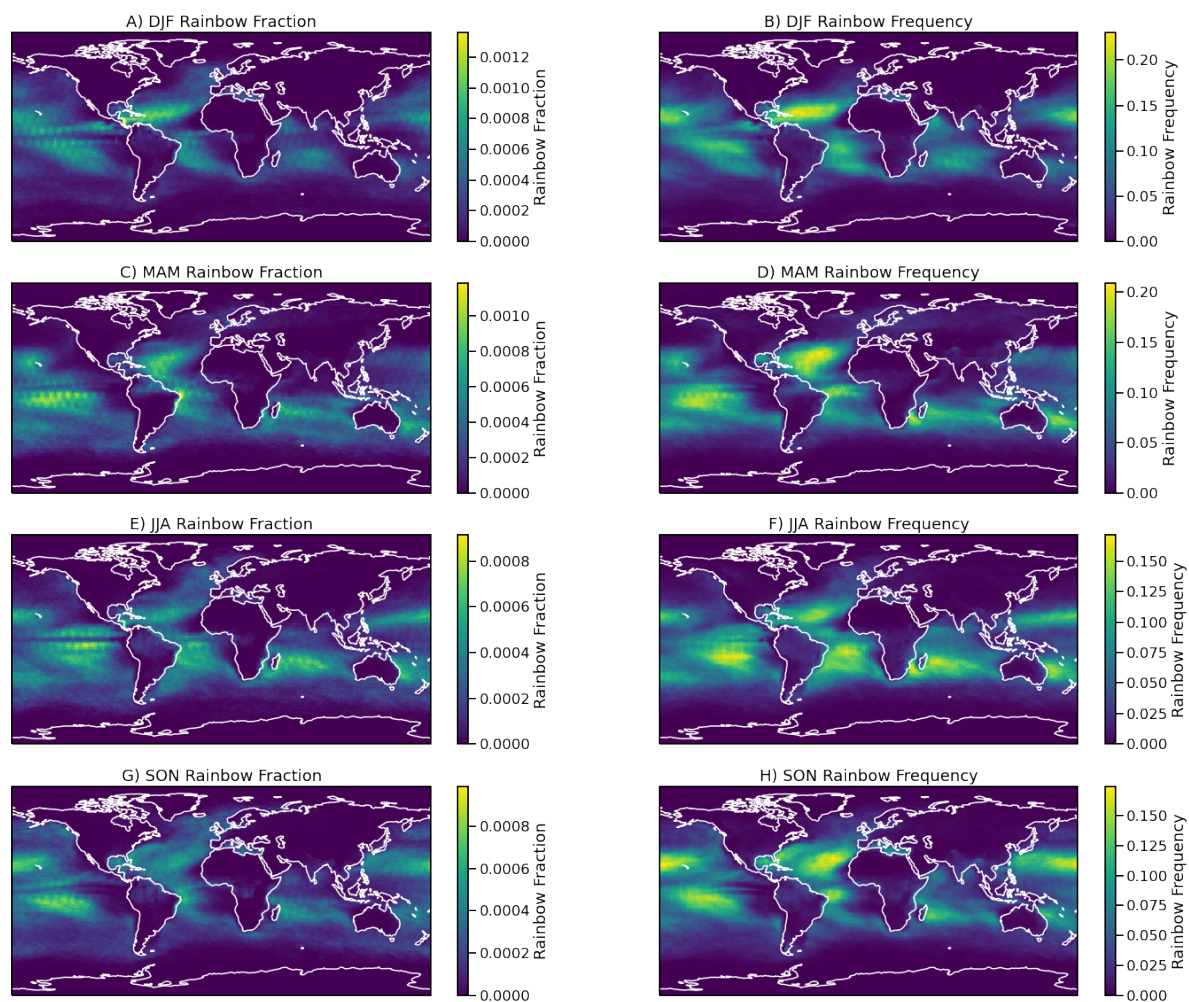 A) DJF Rainbow Fraction
0.0012
0.0010
0.0008
0.0006
0.0004
0.0002
0.0000
Rainbow Fraction
B) DJF Rainbow Frequency
0.20
0.15
0.10
0.05
0.00
Rainbow Frequency
C) MAM Rainbow Fraction
0.0010
0.0008
0.0006
0.0004
0.0002
0.0000
Rainbow Fraction
D) MAM Rainbow Frequency
0.20
0.15
0.10
0.05
0.00
Rainbow Frequency
E) JJA Rainbow Fraction
0.0008
0.0006
0.0004
0.0002
0.0000
Rainbow Fraction
F) JJA Rainbow Frequency
0.150
0.125
0.100
0.075
0.050
0.025
0.000
Rainbow Frequency
G) SON Rainbow Fraction
0.0008
0.0006
0.0004
0.0002
0.0000
Rainbow Fraction
H) SON Rainbow Frequency
0.150
0.125
0.100
0.075
0.050
0.025
0.000
Rainbow Frequency